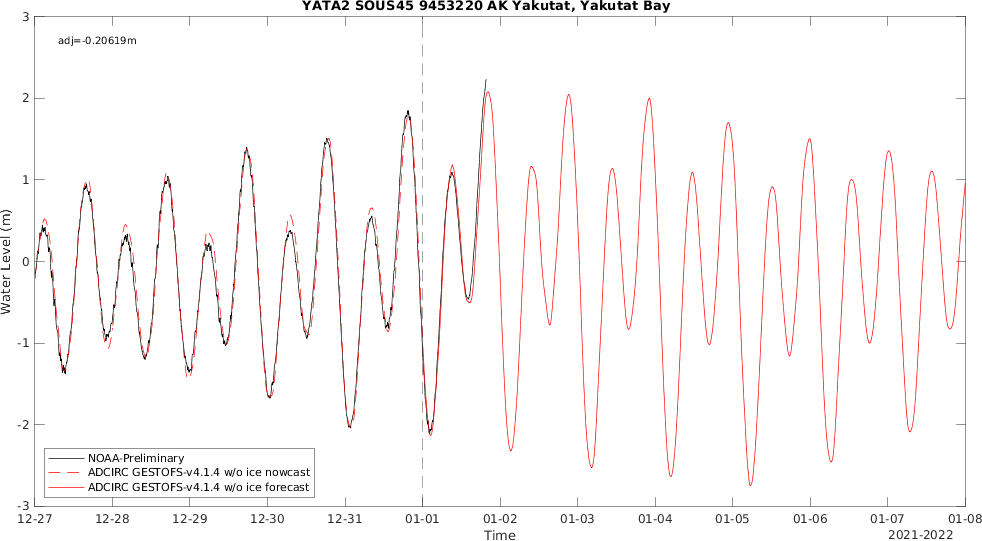 YATA2 SOUS45 9453220 AK Yakutat, Yakutat Bay
adj=-0.20619m
3
2
1
0
-1
-2
-3
Water Level (m)
NOAA-Preliminary
ADCIRC GESTOFS-v4.1.4 w/o ice nowcast
ADCIRC GESTOFS-v4.1.4 w/o ice forecast
12-27 12-28 12-29 12-30 12-31 01-01 01-02 01-03 01-04 01-05 01-06 01-07 01-08
Time
2021-2022